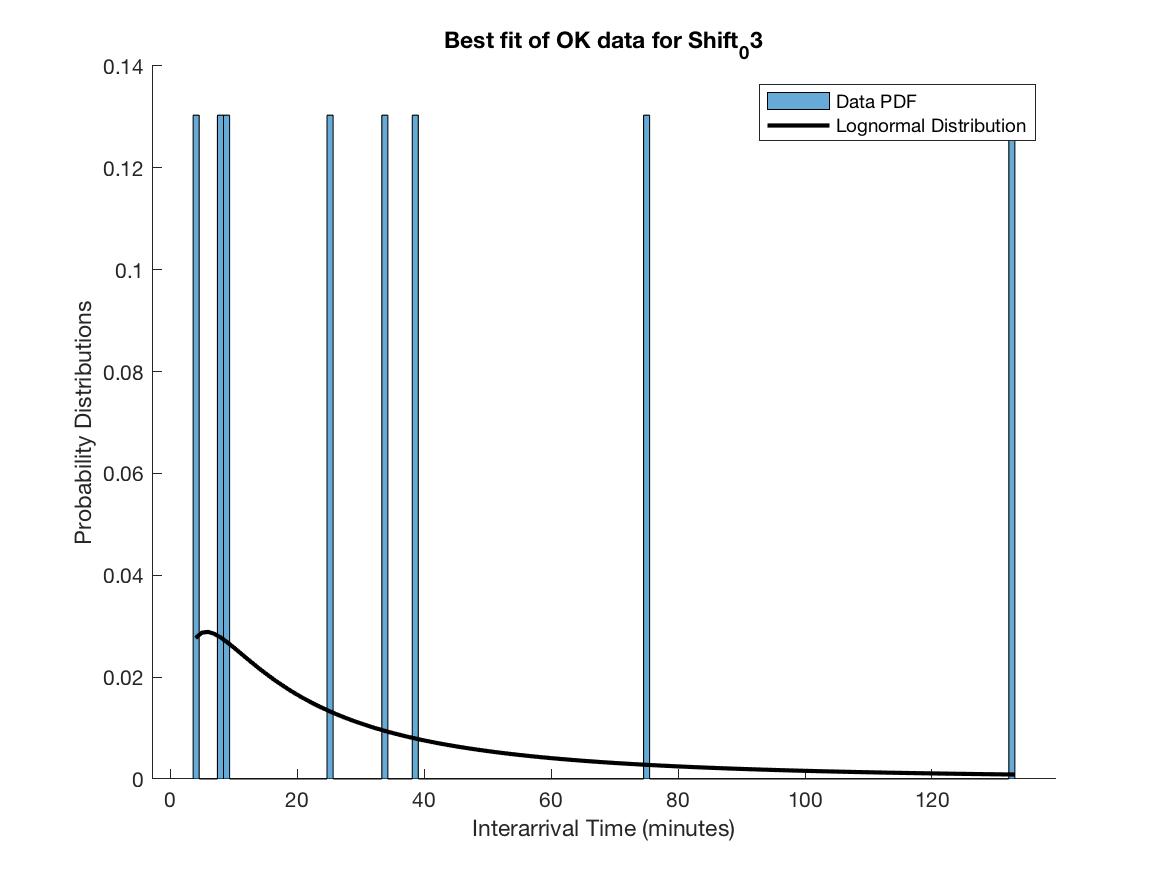 Best fit of OK data for Shift₀3
Data PDF
Lognormal Distribution
0.14
0.12
0.1
0.08
0.06
0.04
0.02
0
Probability Distributions
0 20 40 60 80 100 120
Interarrival Time (minutes)